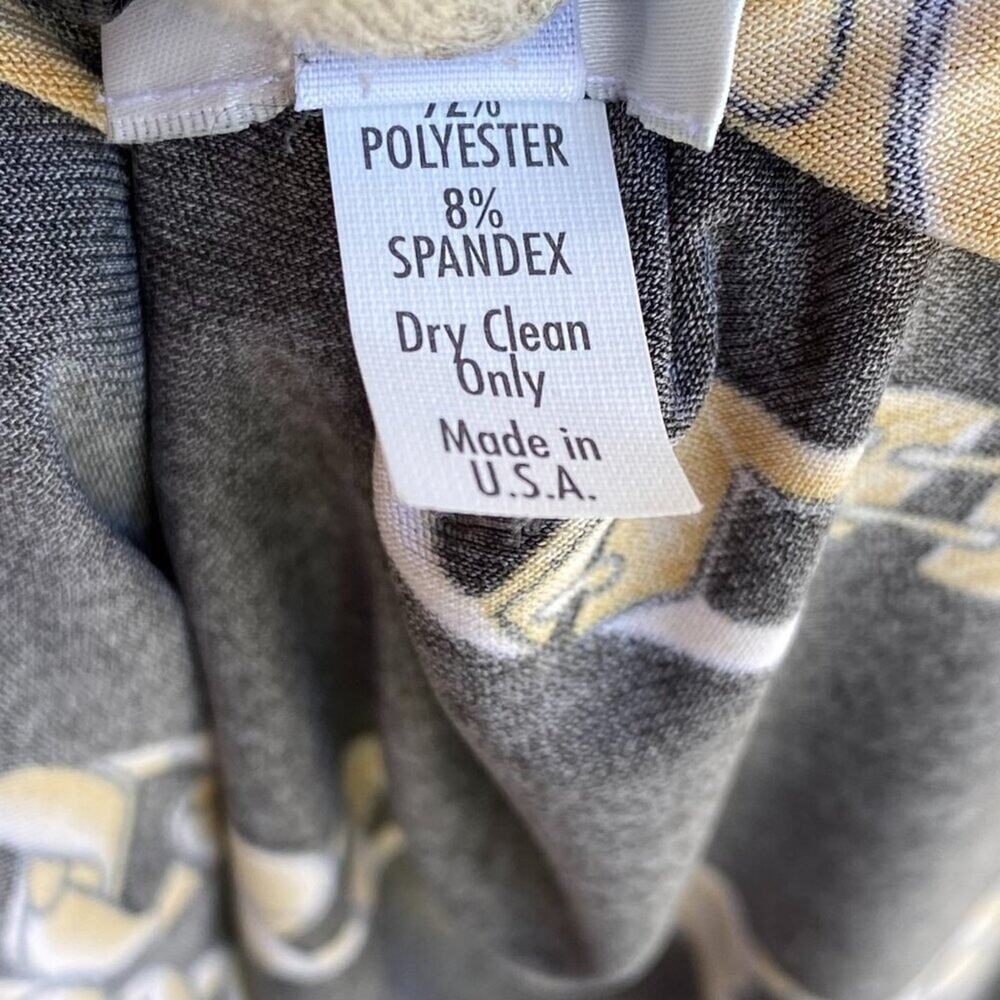 POLYESTER
8%
SPANDEX
Dry Clean
Only
Made in
U.S.A.